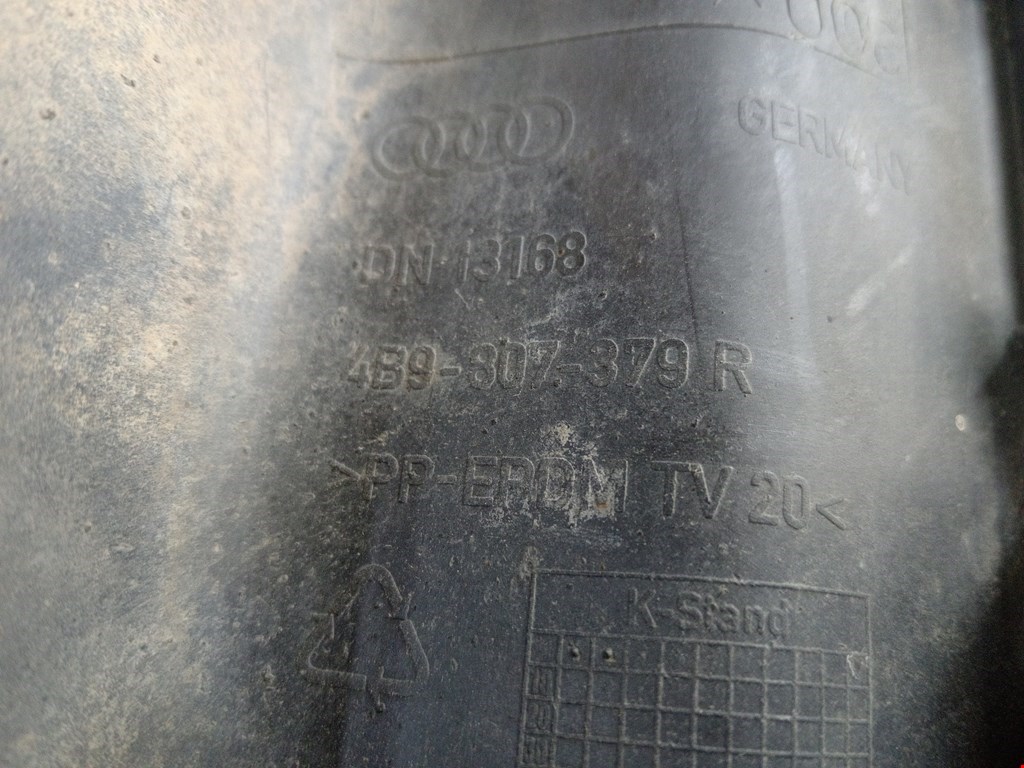 GERMANY
DN 13168
4B9-807-379 R
>PP-EPDM TV 20<
K-Stand